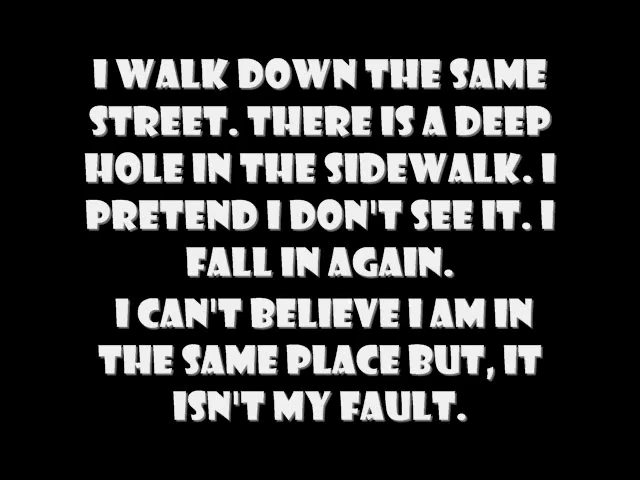 I WALK DOWN THE SAME
STREET. THERE IS A DEEP
HOLE IN THE SIDEWALK. I
PRETEND I DON'T SEE IT. I
FALL IN AGAIN.
I CAN'T BELIEVE I AM IN
THE SAME PLACE BUT, IT
ISN'T MY FAULT.